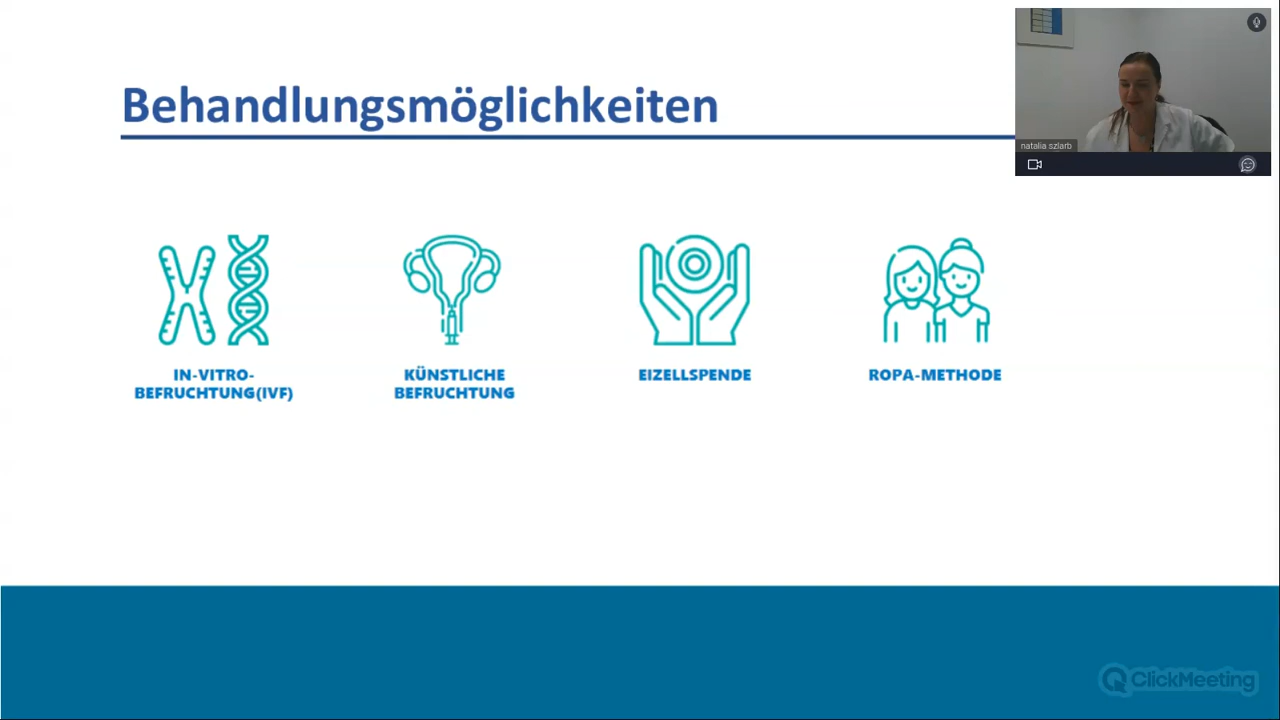 Behandlungsmöglichkeiten
natalia szlarb
IN-VITRO-
BEFRUCHTUNG(IVF)
KÜNSTLICHE
BEFRUCHTUNG
EIZELLSPENDE
ROPA-METHODE
ClickMeeting